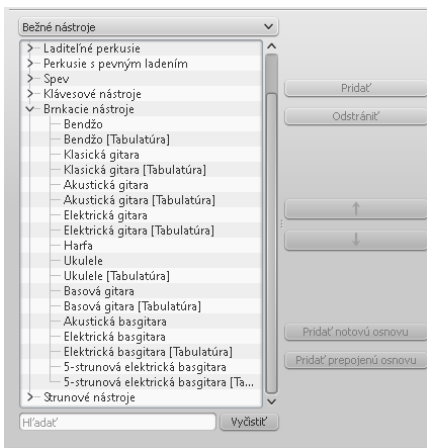 Bežné nástroje
Laditeľné perkusie
Perkusie s pevným ladením
Spev
Klávesové nástroje
Brnkacie nástroje
Bendžo
Bendžo [Tabulatúra]
Klasická gitara
Klasická gitara [Tabulatúra]
Akustická gitara
Akustická gitara [Tabulatúra]
Elektrická gitara
Elektrická gitara [Tabulatúra]
Harfa
Ukulele
Ukulele [Tabulatúra]
Basová gitara
Basová gitara [Tabulatúra]
Akustická basgitara
Elektrická basgitara
Elektrická basgitara [Tabulatúra]
5-strunová elektrická basgitara
5-strunová elektrická basgitara [Ta...
Strunové nástroje
Hľadať
Vyčistiť
Pridať
Odstrániť
↑
↓
Pridať notovú osnovu
Pridať prepojenú osnovu